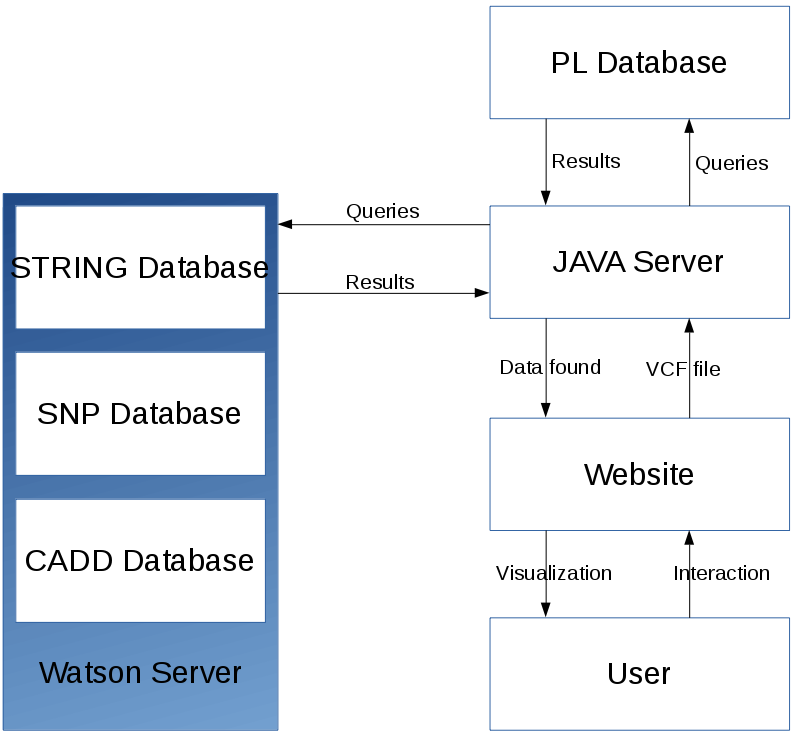 PL Database
Results
Queries
Queries
JAVA Server
STRING Database
Results
Data found
VCF file
SNP Database
Website
CADD Database
Visualization
Interaction
Watson Server
User